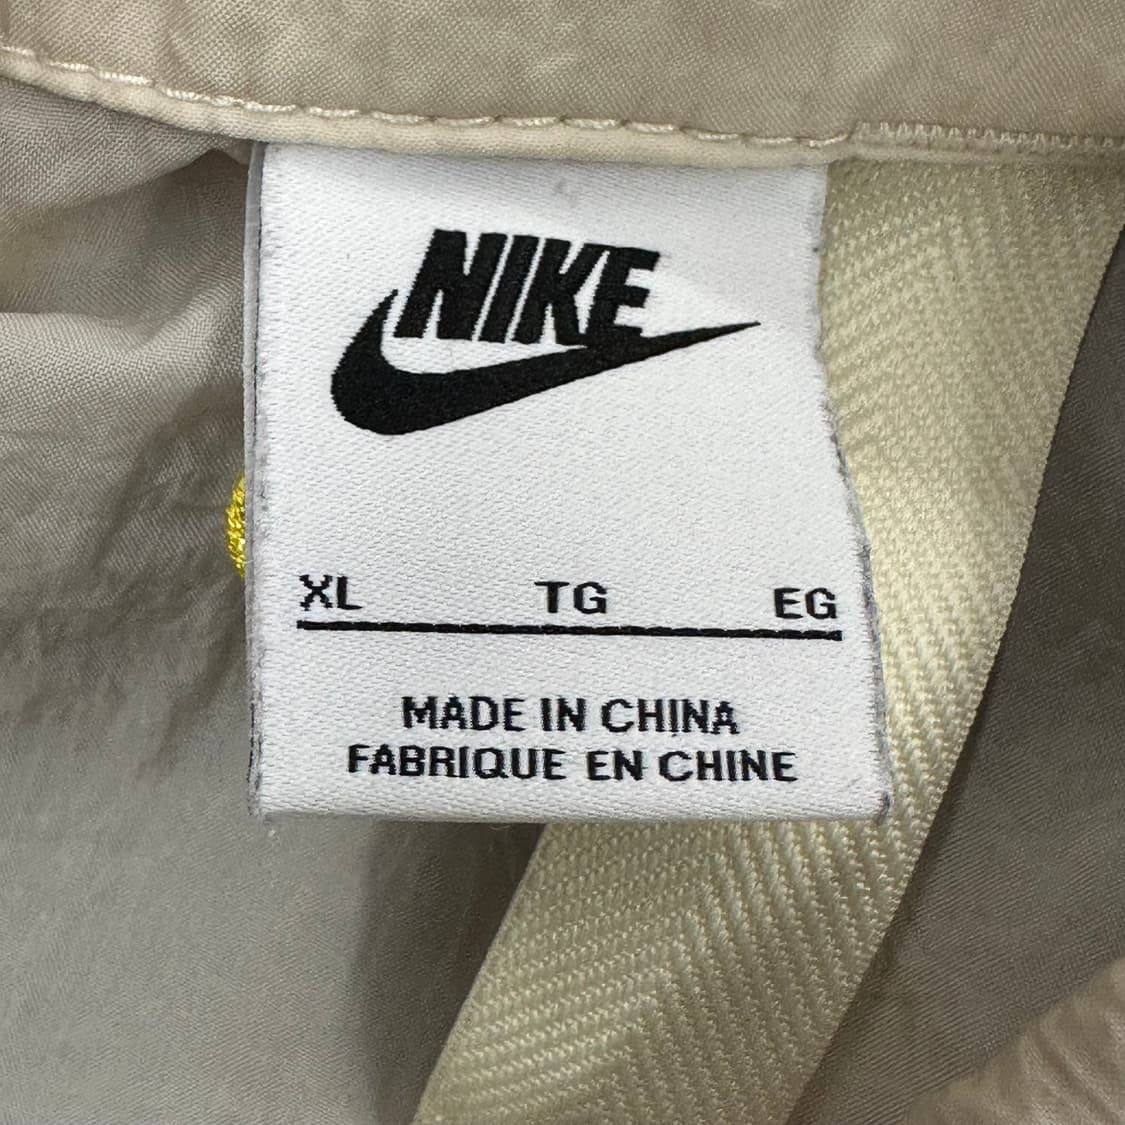 NIKE
XL TG EG
MADE IN CHINA
FABRIQUE EN CHINE